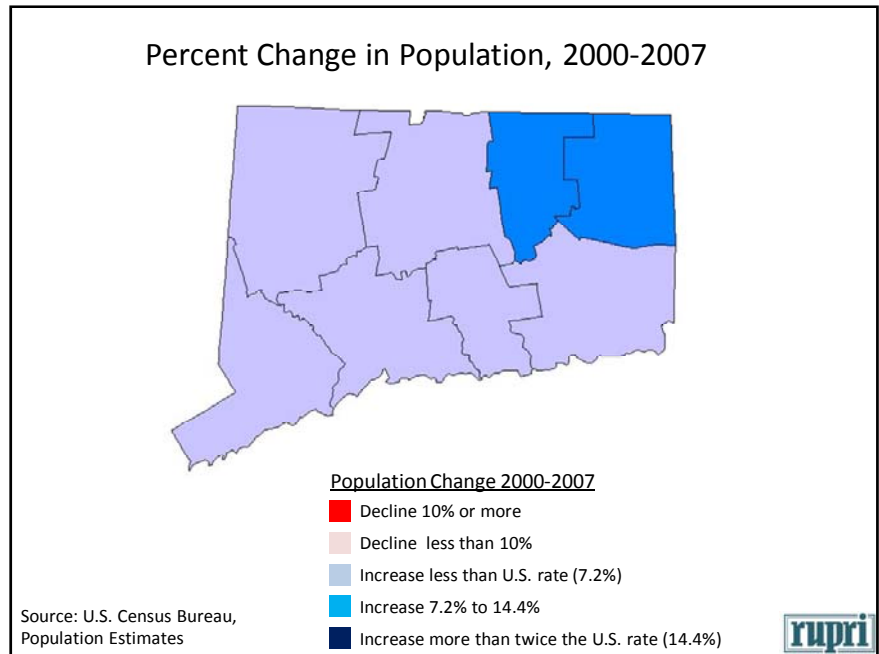 Percent Change in Population, 2000-2007
Population Change 2000-2007
Decline 10% or more
Decline less than 10%
Increase less than U.S. rate (7.2%)
Increase 7.2% to 14.4%
Increase more than twice the U.S. rate (14.4%)
Source: U.S. Census Bureau,
Population Estimates
rupri